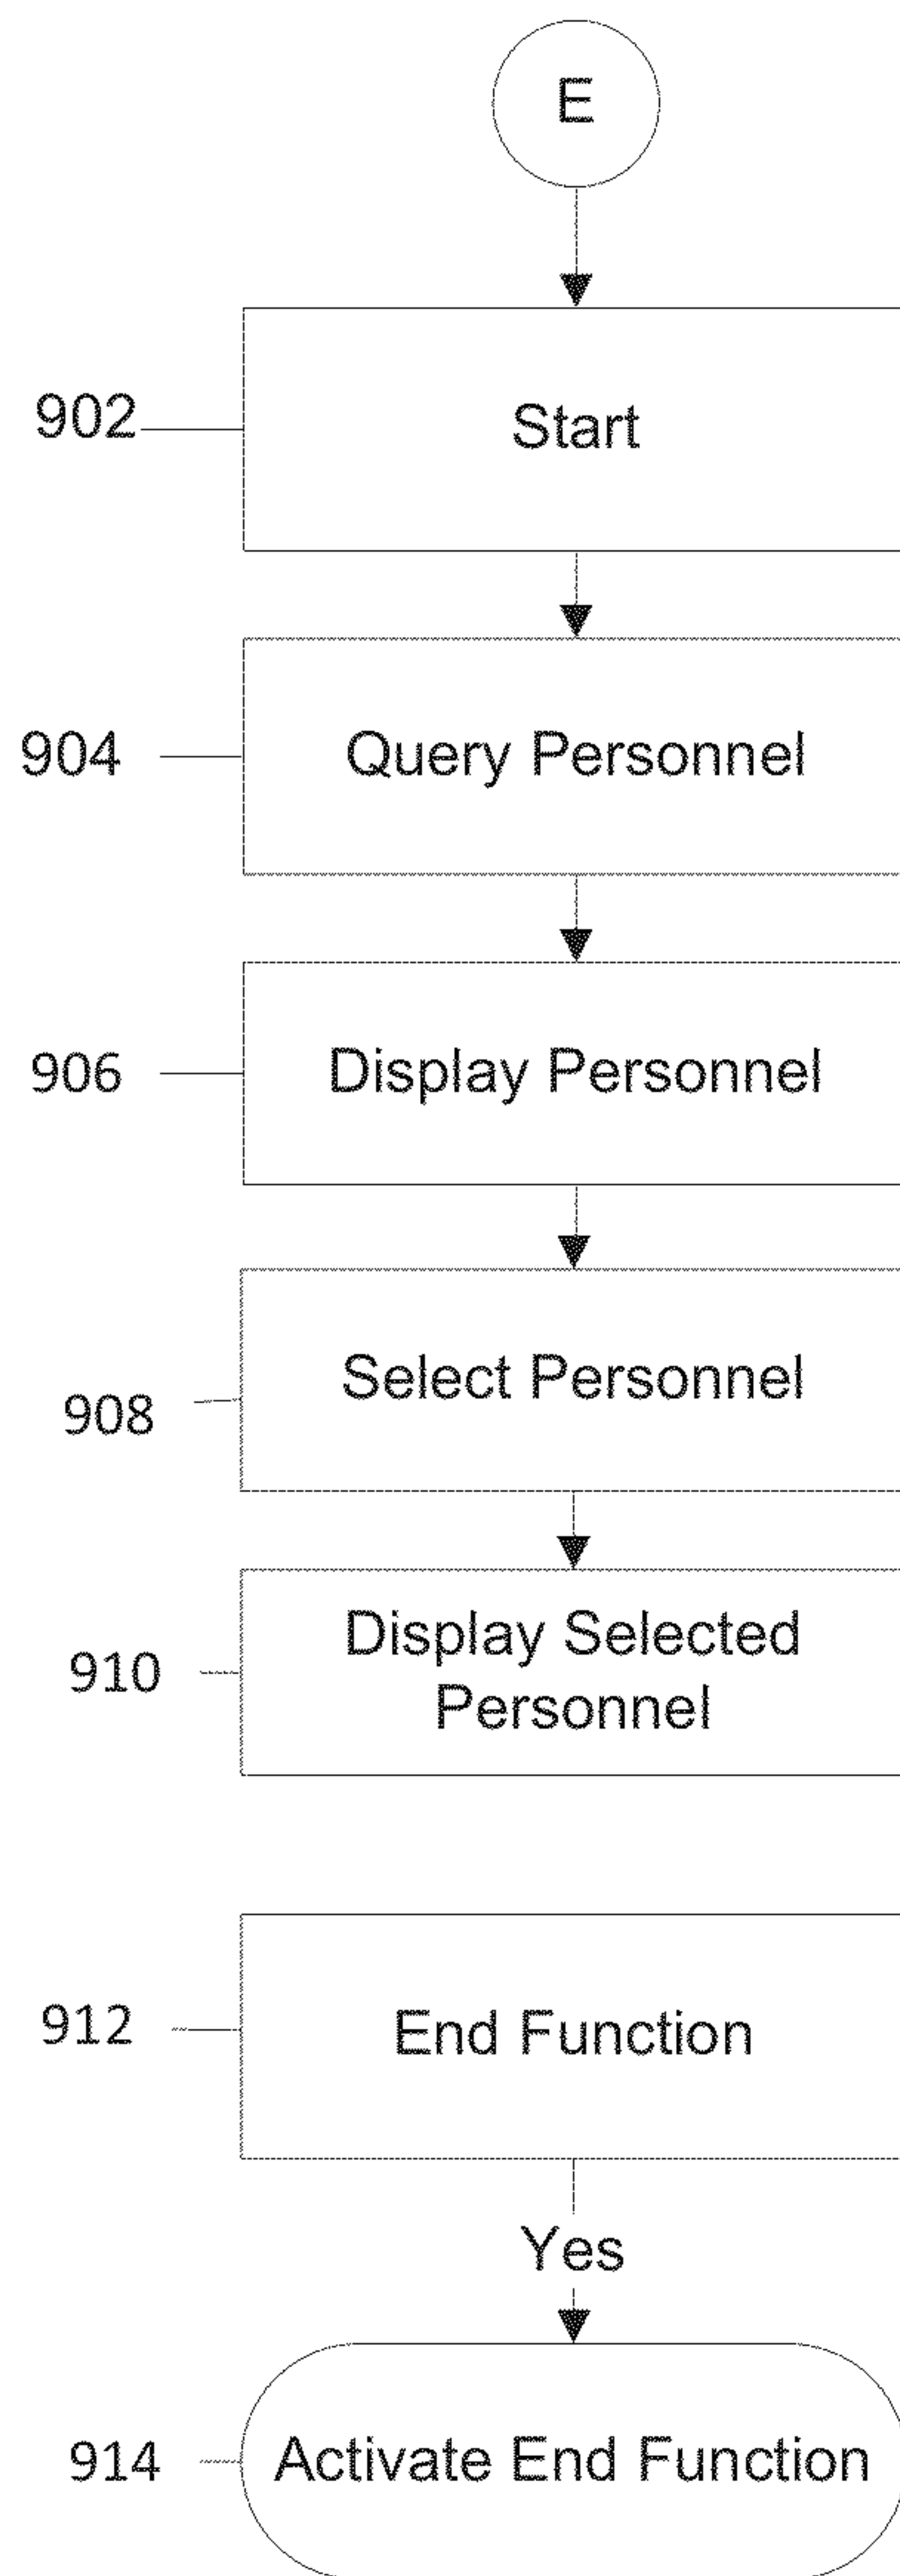 E
902
Start
904
Query Personnel
906
Display Personnel
908
Select Personnel
910
Display Selected
Personnel
912
End Function
Yes
914
Activate End Function